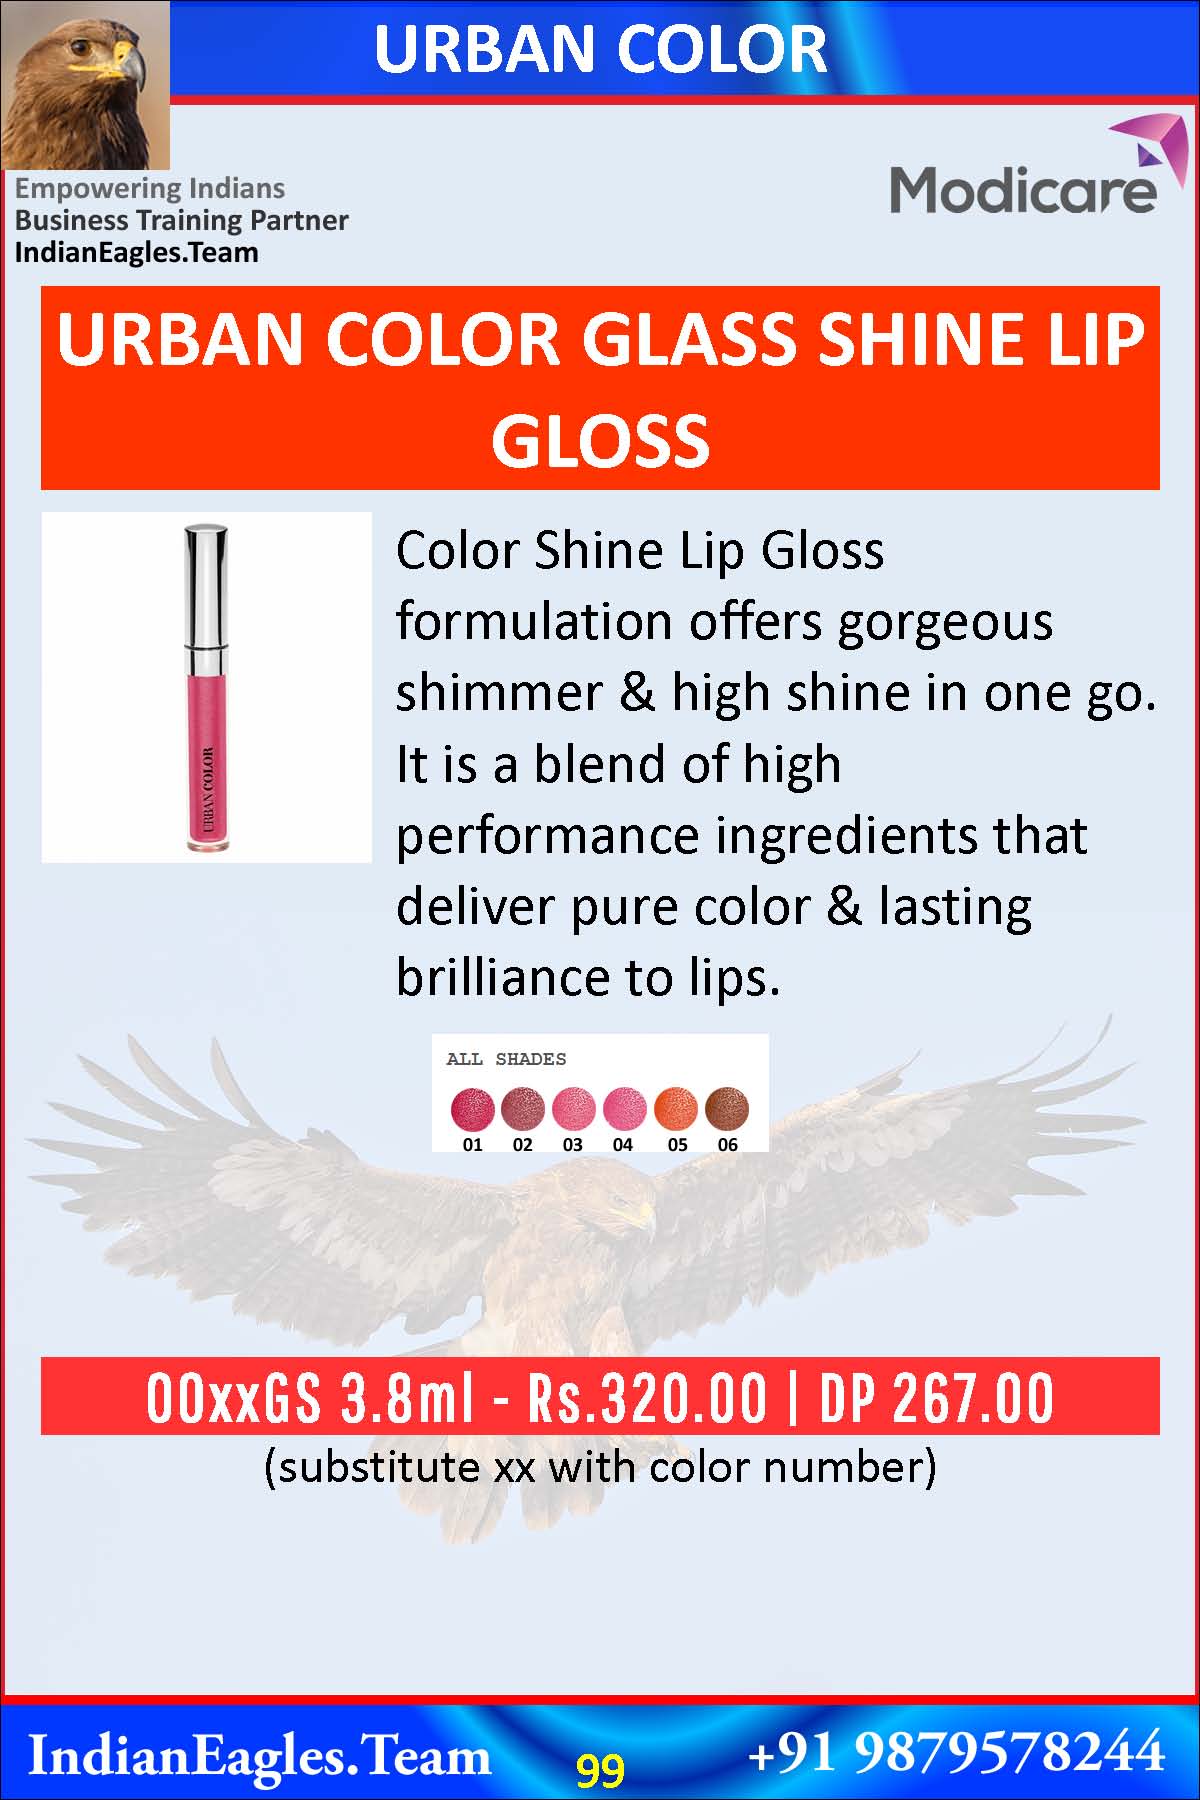 URBAN COLOR
Empowering Indians
Business Training Partner
IndianEagles.Team
Modicare
URBAN COLOR GLASS SHINE LIP
GLOSS
URBAN COLOR
Color Shine Lip Gloss
formulation offers gorgeous
shimmer & high shine in one go.
It is a blend of high
performance ingredients that
deliver pure color & lasting
brilliance to lips.
ALL SHADES
01 02 03 04 05 06
00xxGS 3.8ml - Rs.320.00 | DP 267.00
(substitute xx with color number)
IndianEagles.Team
99
+91 9879578244